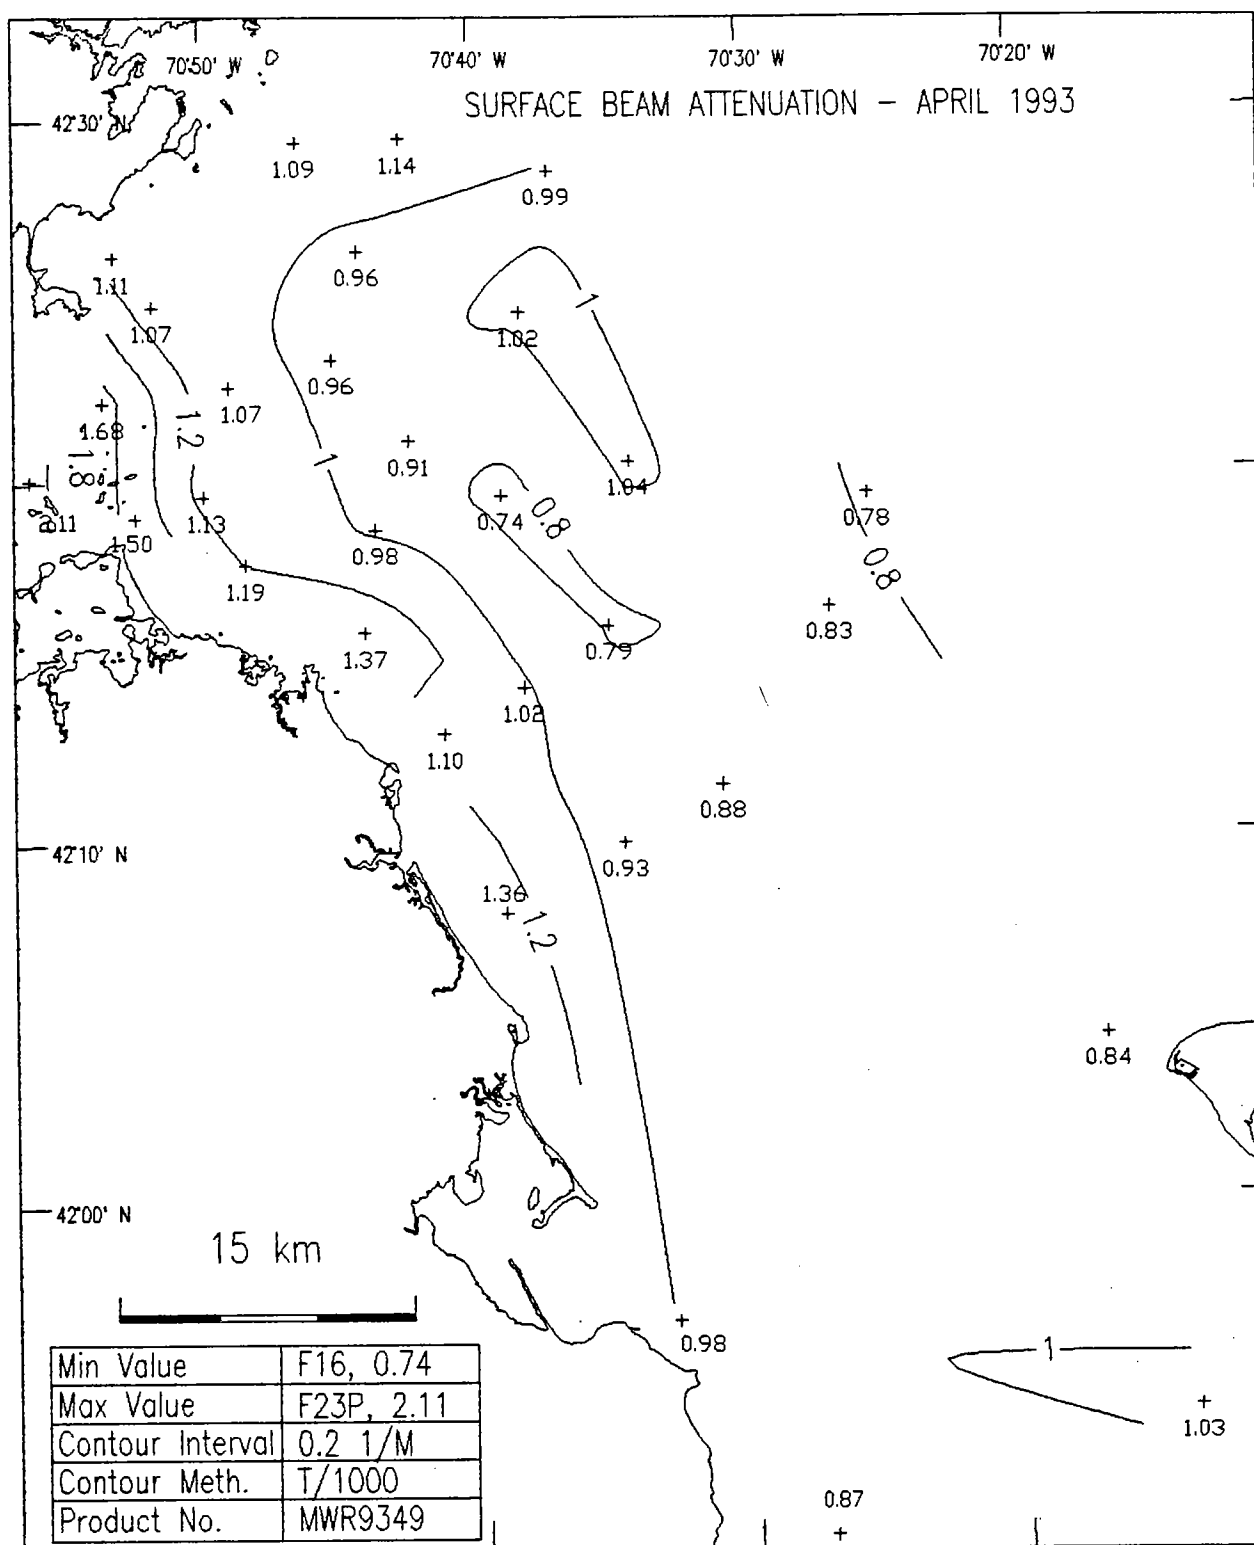 70°50' W
70°40' W
70°30' W
70°20' W
SURFACE BEAM ATTENUATION - APRIL 1993
42°30' N
1.09
1.14
0.99
0.96
1.11
1.07
1.02
0.96
1
1.07
1.2
1.68
1
0.91
1.8
1.04
0.74
0.8
0.78
2.11
1.50
1.13
0.98
0.8
1.19
0.83
1.37
0.79
1.02
1.10
0.88
42°10' N
0.93
1.36
1.2
0.84
42°00' N
15 km
0.98
1
1.03
Min Value F16, 0.74
Max Value F23P, 2.11
Contour Interval 0.2 1/M
Contour Meth. T/1000
Product No. MWR9349
0.87